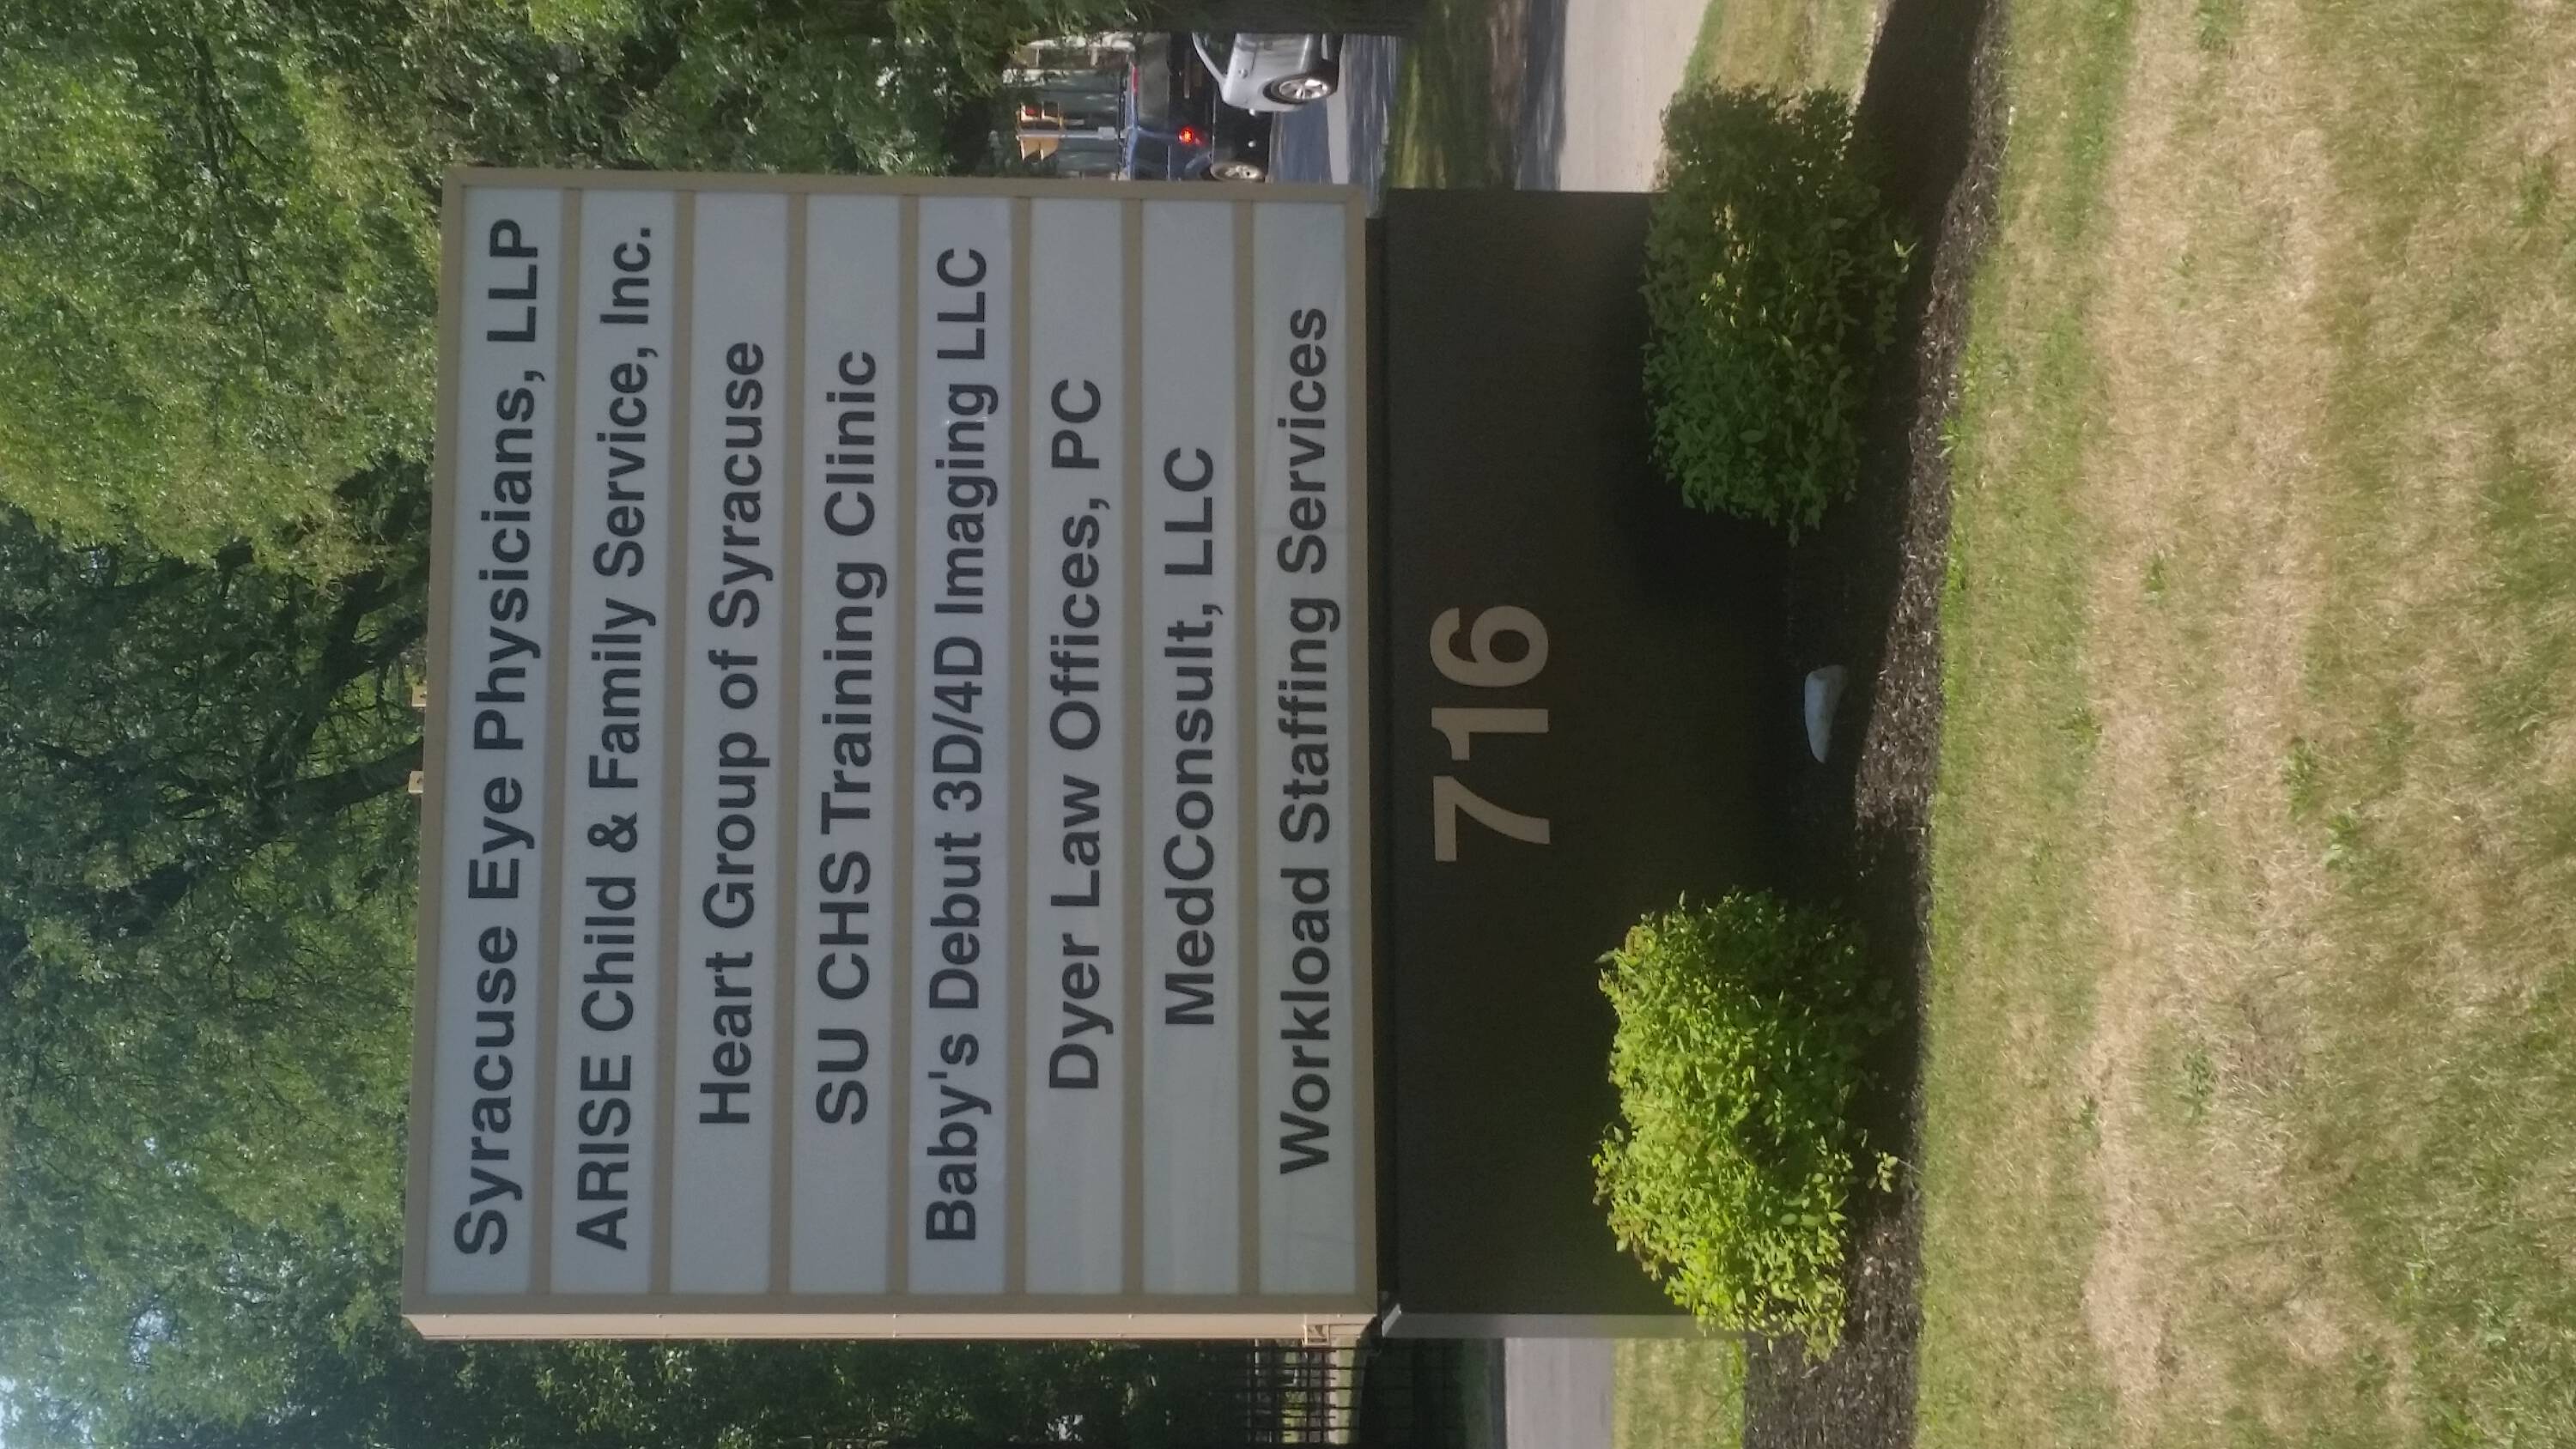 Syracuse Eye Physicians, LLP
ARISE Child & Family Service, Inc.
Heart Group of Syracuse
SU CHS Training Clinic
Baby's Debut 3D/4D Imaging LLC
Dyer Law Offices, PC
MedConsult, LLC
Workload Staffing Services
716